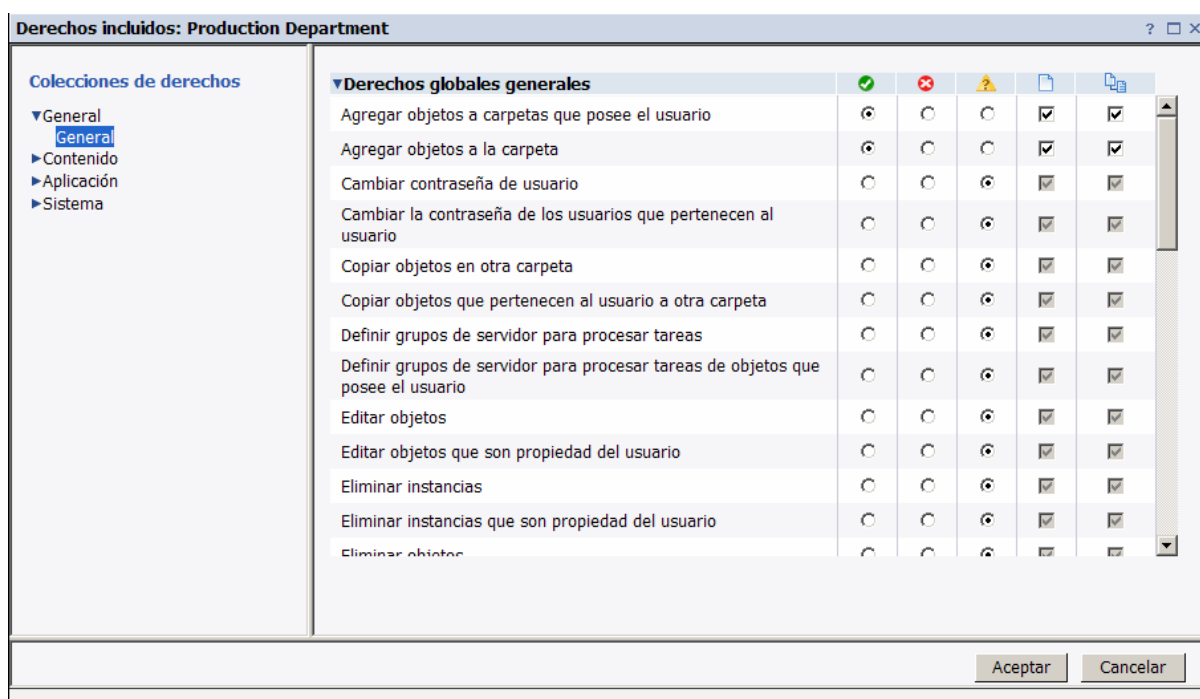 Derechos incluidos: Production Department
Colecciones de derechos
General
General
Contenido
Aplicación
Sistema
Derechos globales generales
Agregar objetos a carpetas que posee el usuario
Agregar objetos a la carpeta
Cambiar contraseña de usuario
Cambiar la contraseña de los usuarios que pertenecen al
usuario
Copiar objetos en otra carpeta
Copiar objetos que pertenecen al usuario a otra carpeta
Definir grupos de servidor para procesar tareas
Definir grupos de servidor para procesar tareas de objetos que
posee el usuario
Editar objetos
Editar objetos que son propiedad del usuario
Eliminar instancias
Eliminar instancias que son propiedad del usuario
Eliminar objetos
Aceptar Cancelar